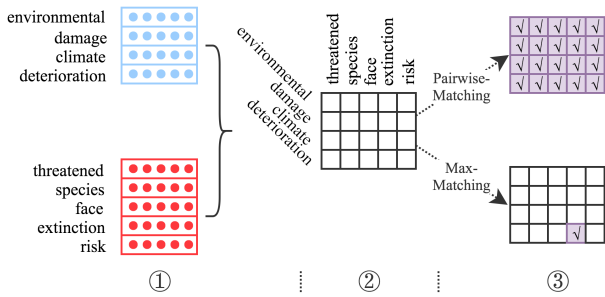 environmental
damage
climate
deterioration
threatened
species
face
extinction
risk
environmental
damage
climate
deterioration
threatened
species
face
extinction
risk
Pairwise-
Matching
Max-
Matching
√ √ √ √ √
√ √ √ √ √
√ √ √ √ √
√ √ √ √ √
√
① ② ③